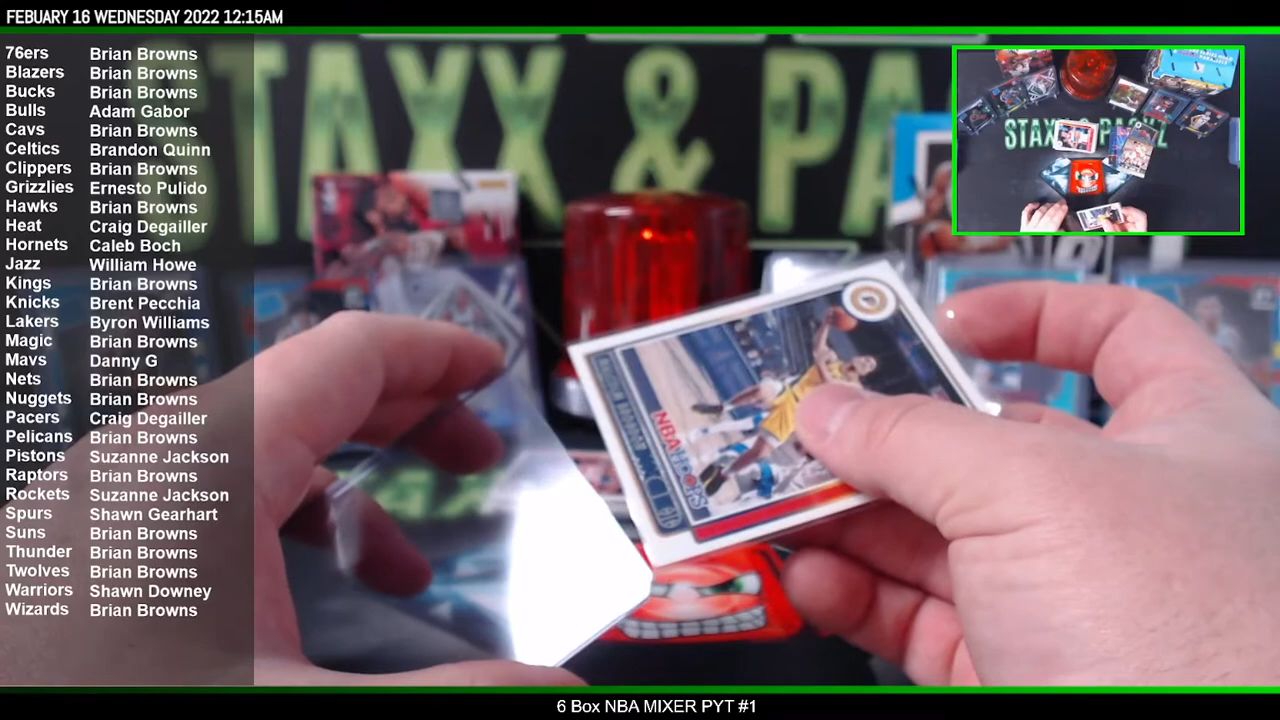 FEBUARY 16 WEDNESDAY 2022 12:15AM
76ers Brian Browns
Blazers Brian Browns
Bucks Brian Browns
Bulls Adam Gabor
Cavs Brian Browns
Celtics Brandon Quinn
Clippers Brian Browns
Grizzlies Ernesto Pulido
Hawks Brian Browns
Heat Craig Degailler
Hornets Caleb Boch
Jazz William Howe
Kings Brian Browns
Knicks Brent Pecchia
Lakers Byron Williams
Magic Brian Browns
Mavs Danny G
Nets Brian Browns
Nuggets Brian Browns
Pacers Craig Degailler
Pelicans Brian Browns
Pistons Suzanne Jackson
Raptors Brian Browns
Rockets Suzanne Jackson
Spurs Shawn Gearhart
Suns Brian Browns
Thunder Brian Browns
Twolves Brian Browns
Warriors Shawn Downey
Wizards Brian Browns
STAXX & PA
STAXX & PACKZ
NBA HOOPS
6 Box NBA MIXER PYT #1